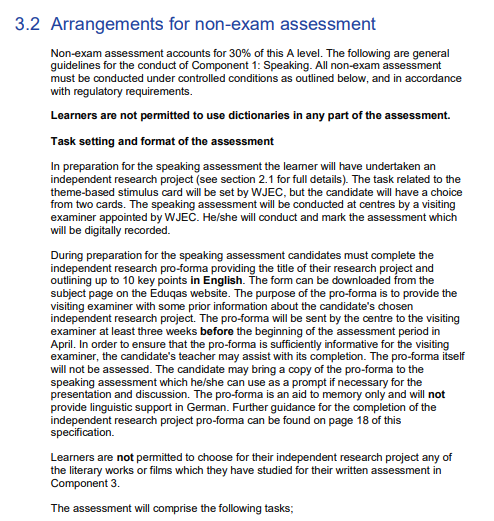 3.2 Arrangements for non-exam assessment
Non-exam assessment accounts for 30% of this A level. The following are general
guidelines for the conduct of Component 1: Speaking. All non-exam assessment
must be conducted under controlled conditions as outlined below, and in accordance
with regulatory requirements.
Learners are not permitted to use dictionaries in any part of the assessment.
Task setting and format of the assessment
In preparation for the speaking assessment the learner will have undertaken an
independent research project (see section 2.1 for full details). The task related to the
theme-based stimulus card will be set by WJEC, but the candidate will have a choice
from two cards. The speaking assessment will be conducted at centres by a visiting
examiner appointed by WJEC. He/she will conduct and mark the assessment which
will be digitally recorded.
During preparation for the speaking assessment candidates must complete the
independent research pro-forma providing the title of their research project and
outlining up to 10 key points in English. The form can be downloaded from the
subject page on the Eduqas website. The purpose of the pro-forma is to provide the
visiting examiner with some prior information about the candidate's chosen
independent research project. The pro-forma will be sent by the centre to the visiting
examiner at least three weeks before the beginning of the assessment period in
April. In order to ensure that the pro-forma is sufficiently informative for the visiting
examiner, the candidate's teacher may assist with its completion. The pro-forma itself
will not be assessed. The candidate may bring a copy of the pro-forma to the
speaking assessment which he/she can use as a prompt if necessary for the
presentation and discussion. The pro-forma is an aid to memory only and will not
provide linguistic support in German. Further guidance for the completion of the
independent research project pro-forma can be found on page 18 of this
specification.
Learners are not permitted to choose for their independent research project any of
the literary works or films which they have studied for their written assessment in
Component 3.
The assessment will comprise the following tasks;